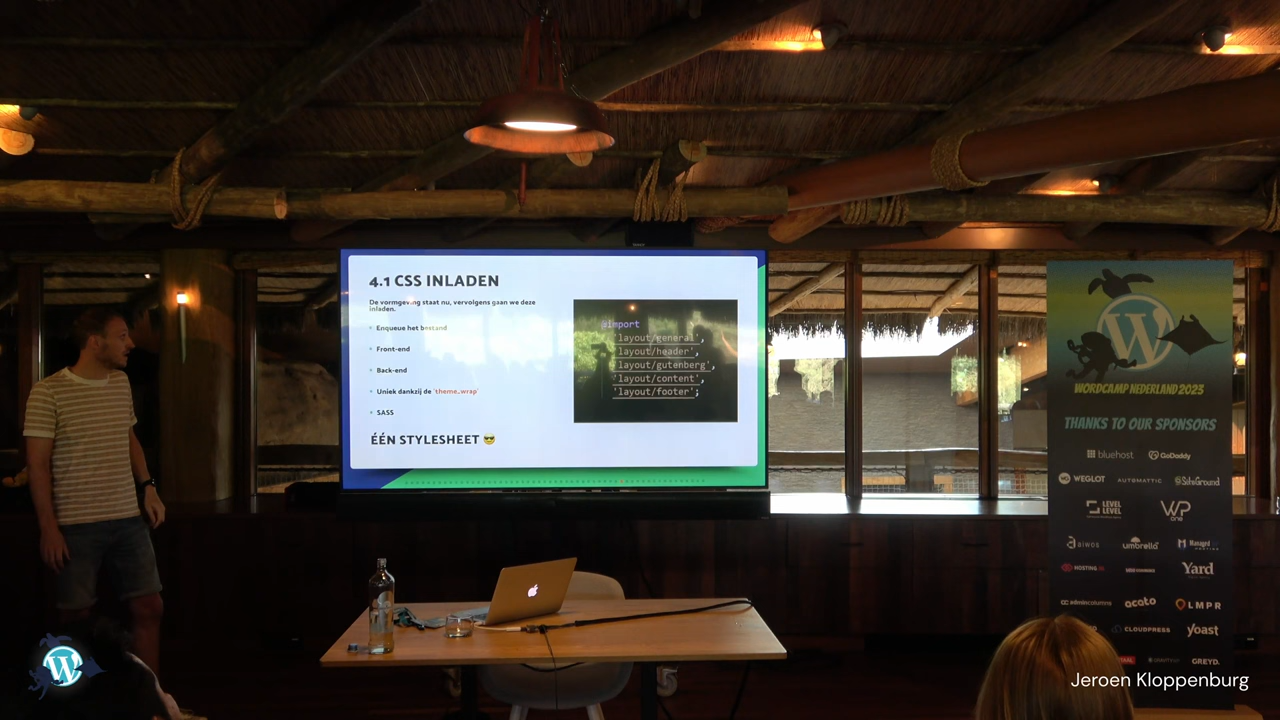 4.1 CSS INLADEN
De vormgeving staat nu, vervolgens gaan we deze
inladen.
Enqueue het bestand
Front-end
Back-end
Uniek dankzij de 'theme_wrap'
SASS
ÉÉN STYLESHEET 😎
@import
'layout/general',
'layout/header',
'layout/gutenberg',
'layout/content',
'layout/footer';
W
WORDCAMP NEDERLAND 2023
THANKS TO OUR SPONSORS
bluehost GoDaddy
WEGLOT AUTOMATTIC SiteGround
LEVEL LEVEL WP one
umbrella Managed
HOSTING Yard
admincolumns acato LMPR
CLOUDPRESS yoast
GREYD.
W
Jeroen Kloppenburg